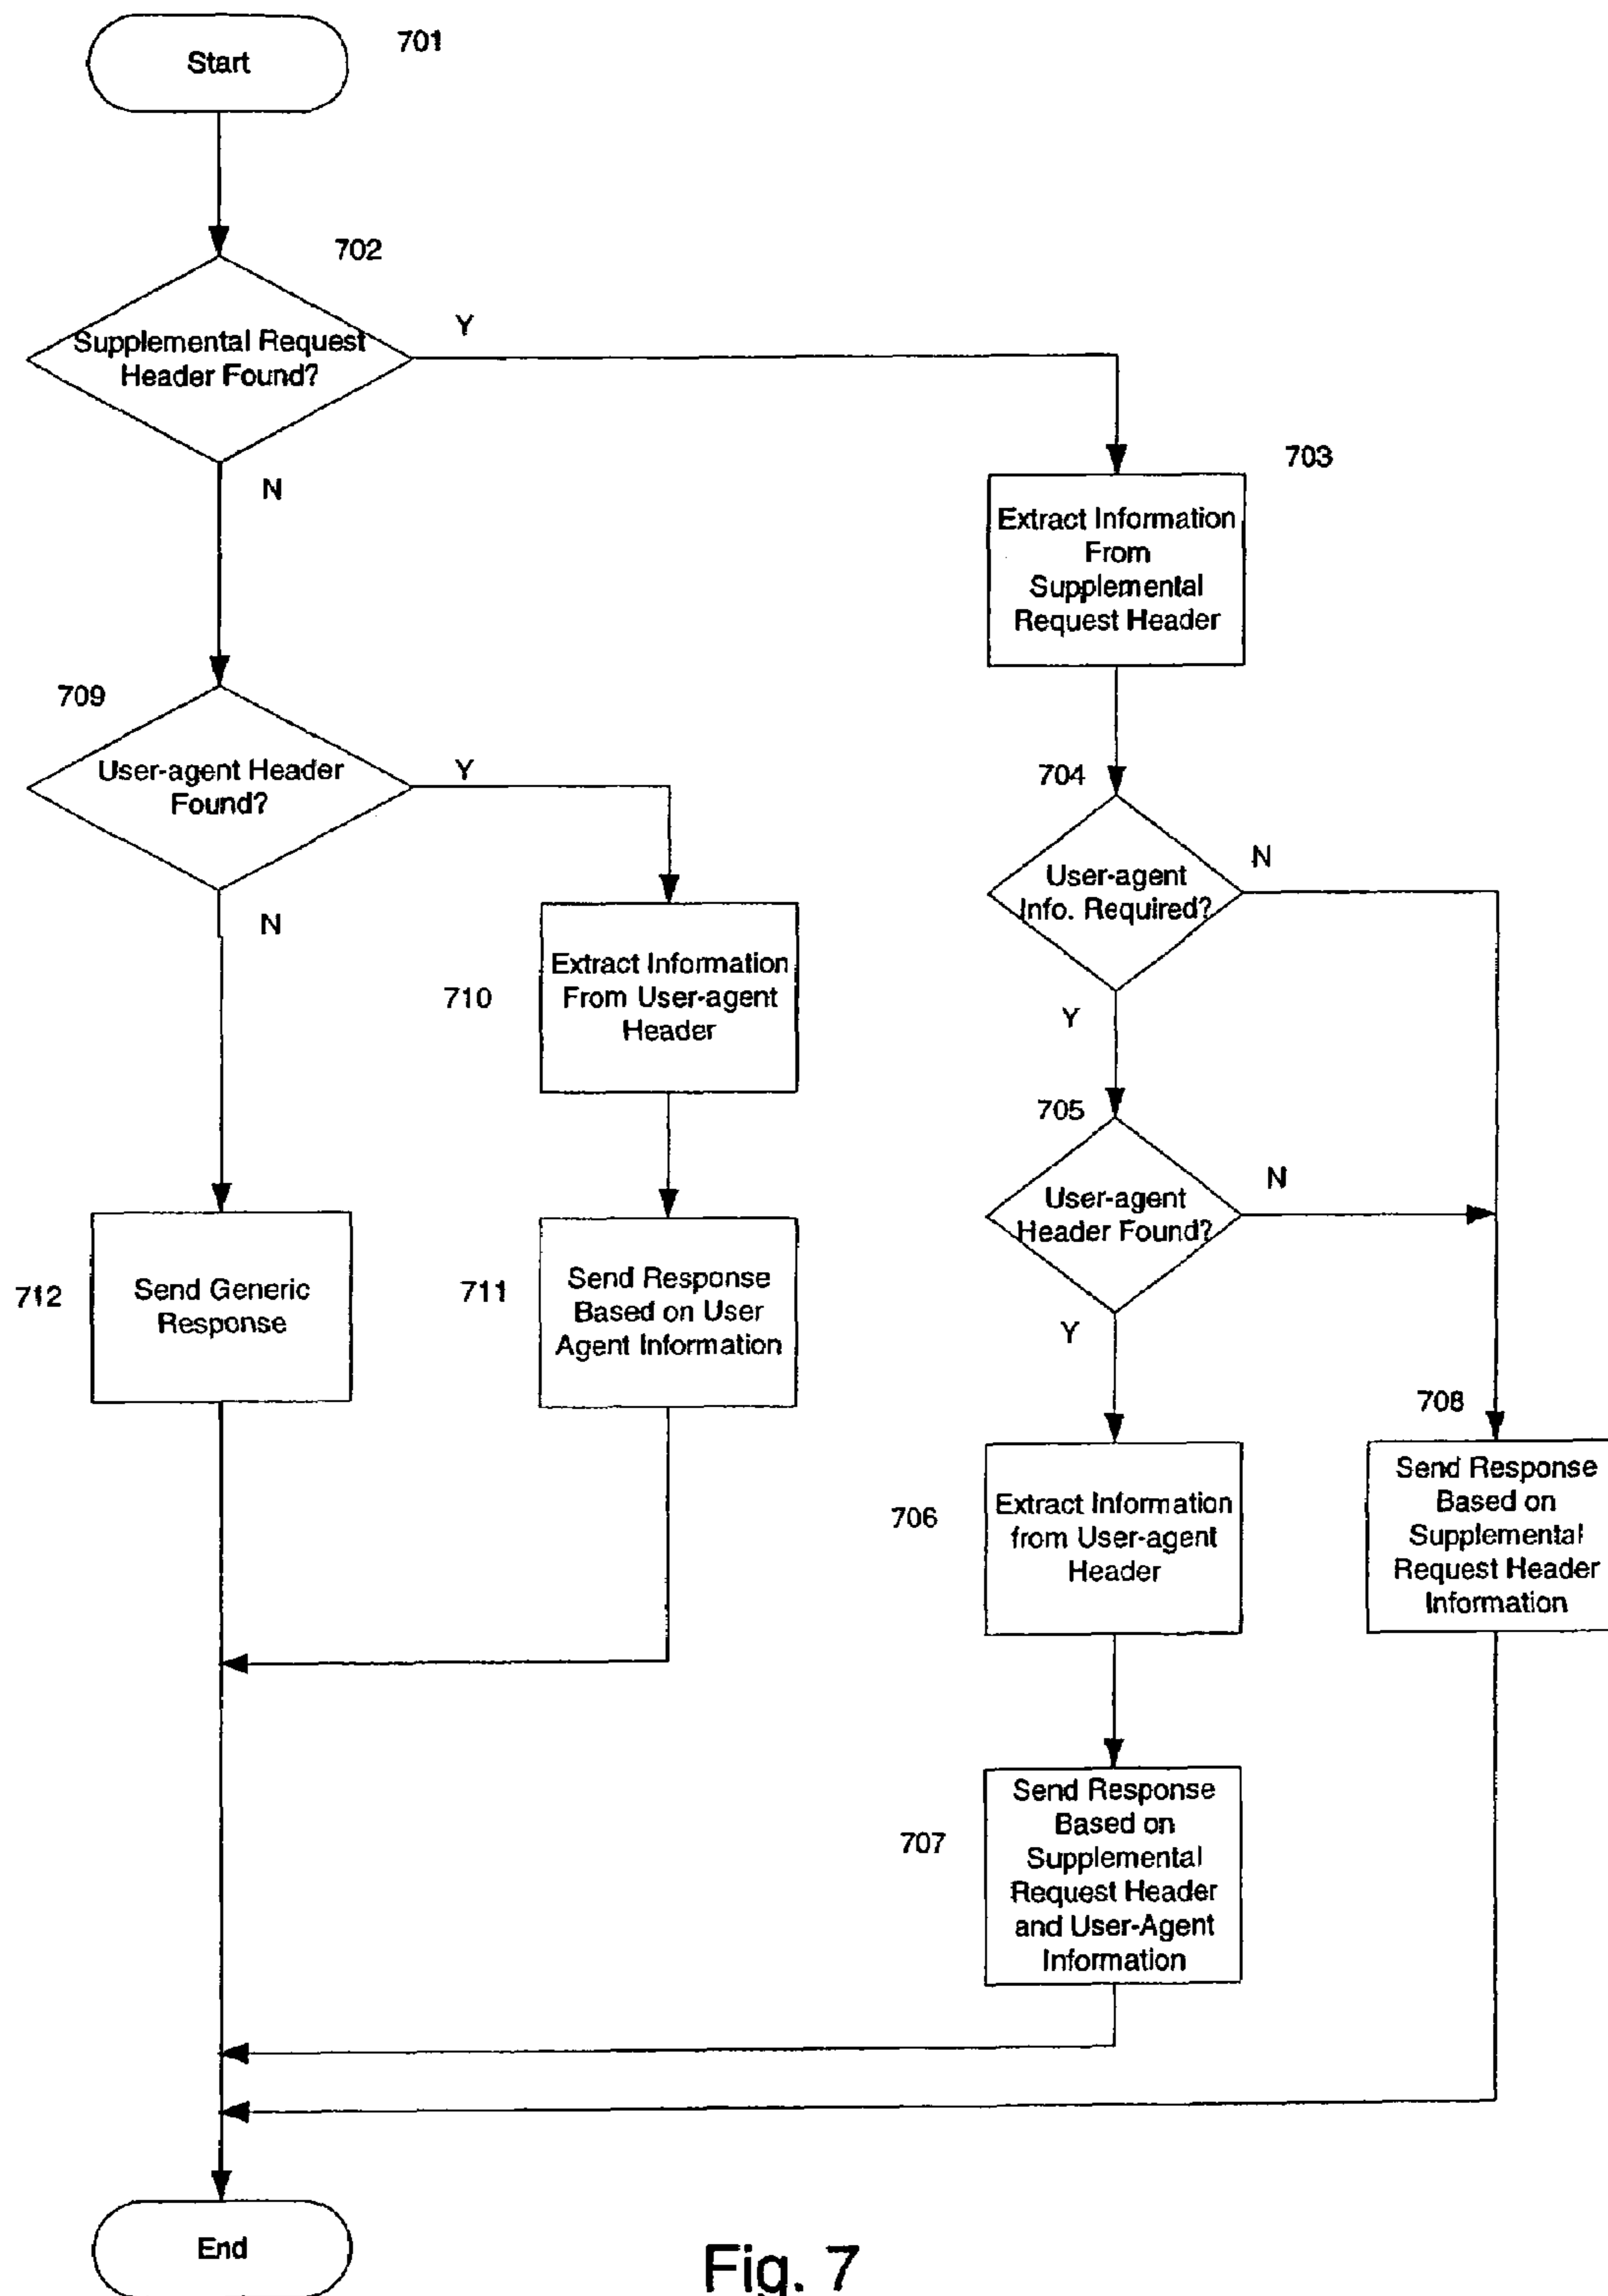 701
Start
702
Supplemental Request
Header Found?
Y
N
703
Extract Information
From
Supplemental
Request Header
709
User-agent Header
Found?
Y
N
704
User-agent
Info. Required?
N
Y
710
Extract Information
From User-agent
Header
705
User-agent
Header Found?
N
Y
712
Send Generic
Response
711
Send Response
Based on User
Agent Information
708
Send Response
Based on
Supplemental
Request Header
Information
706
Extract Information
from User-agent
Header
707
Send Response
Based on
Supplemental
Request Header
and User-Agent
Information
End
Fig. 7